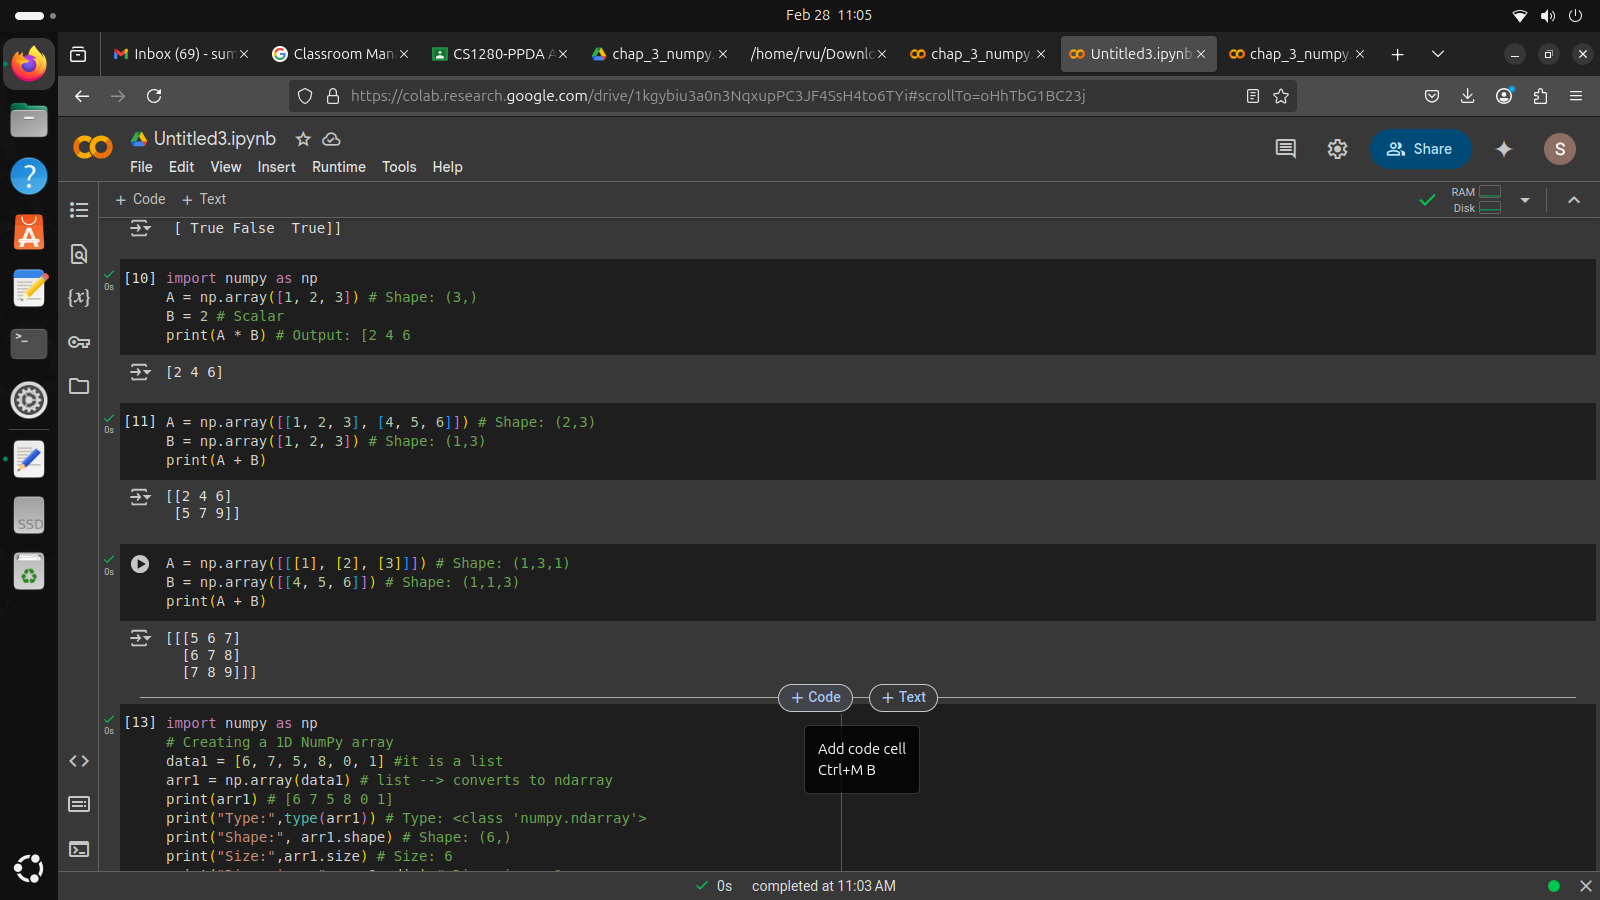 Feb 28 11:05
Inbox (69) - sum
Classroom Man
CS1280-PPDA A
chap_3_numpy.
/home/rvu/Downlo
chap_3_numpy.
Untitled3.ipynb
chap_3_numpy.
https://colab.research.google.com/drive/1kgybiu3a0n3NqxupPC3JF4SsH4to6TYi#scrollTo=oHhTbG1BC23j
Untitled3.ipynb
File Edit View Insert Runtime Tools Help
Share
S
+ Code + Text
RAM
Disk
[ True False  True]]
[10] import numpy as np
0s
A = np.array([1, 2, 3]) # Shape: (3,)
B = 2 # Scalar
print(A * B) # Output: [2 4 6
[2 4 6]
[11] A = np.array([[1, 2, 3], [4, 5, 6]]) # Shape: (2,3)
0s
B = np.array([1, 2, 3]) # Shape: (1,3)
print(A + B)
[[2 4 6]
[5 7 9]]
A = np.array([[[1], [2], [3]]]) # Shape: (1,3,1)
0s
B = np.array([[4, 5, 6]]) # Shape: (1,1,3)
print(A + B)
[[[5 6 7]
[6 7 8]
[7 8 9]]]
+ Code + Text
Add code cell
Ctrl+M B
[13] import numpy as np
0s
# Creating a 1D NumPy array
data1 = [6, 7, 5, 8, 0, 1] #it is a list
arr1 = np.array(data1) # list --> converts to ndarray
print(arr1) # [6 7 5 8 0 1]
print("Type:",type(arr1)) # Type: <class 'numpy.ndarray'>
print("Shape:", arr1.shape) # Shape: (6,)
print("Size:",arr1.size) # Size: 6
0s completed at 11:03 AM
SSD